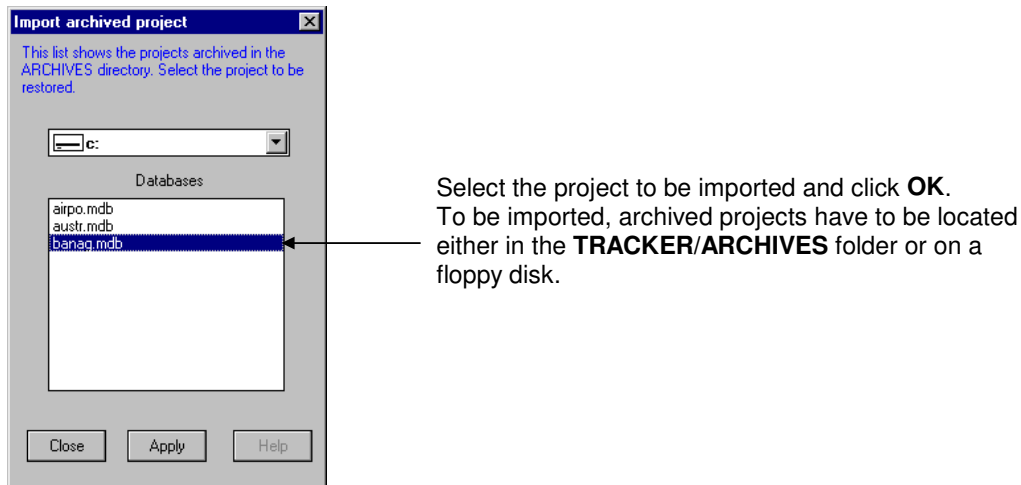 Import archived project
This list shows the projects archived in the
ARCHIVES directory. Select the project to be
restored.
c:
Databases
airpo.mdb
austr.mdb
banag.mdb
Close
Apply
Help
Select the project to be imported and click OK.
To be imported, archived projects have to be located
either in the TRACKER/ARCHIVES folder or on a
floppy disk.